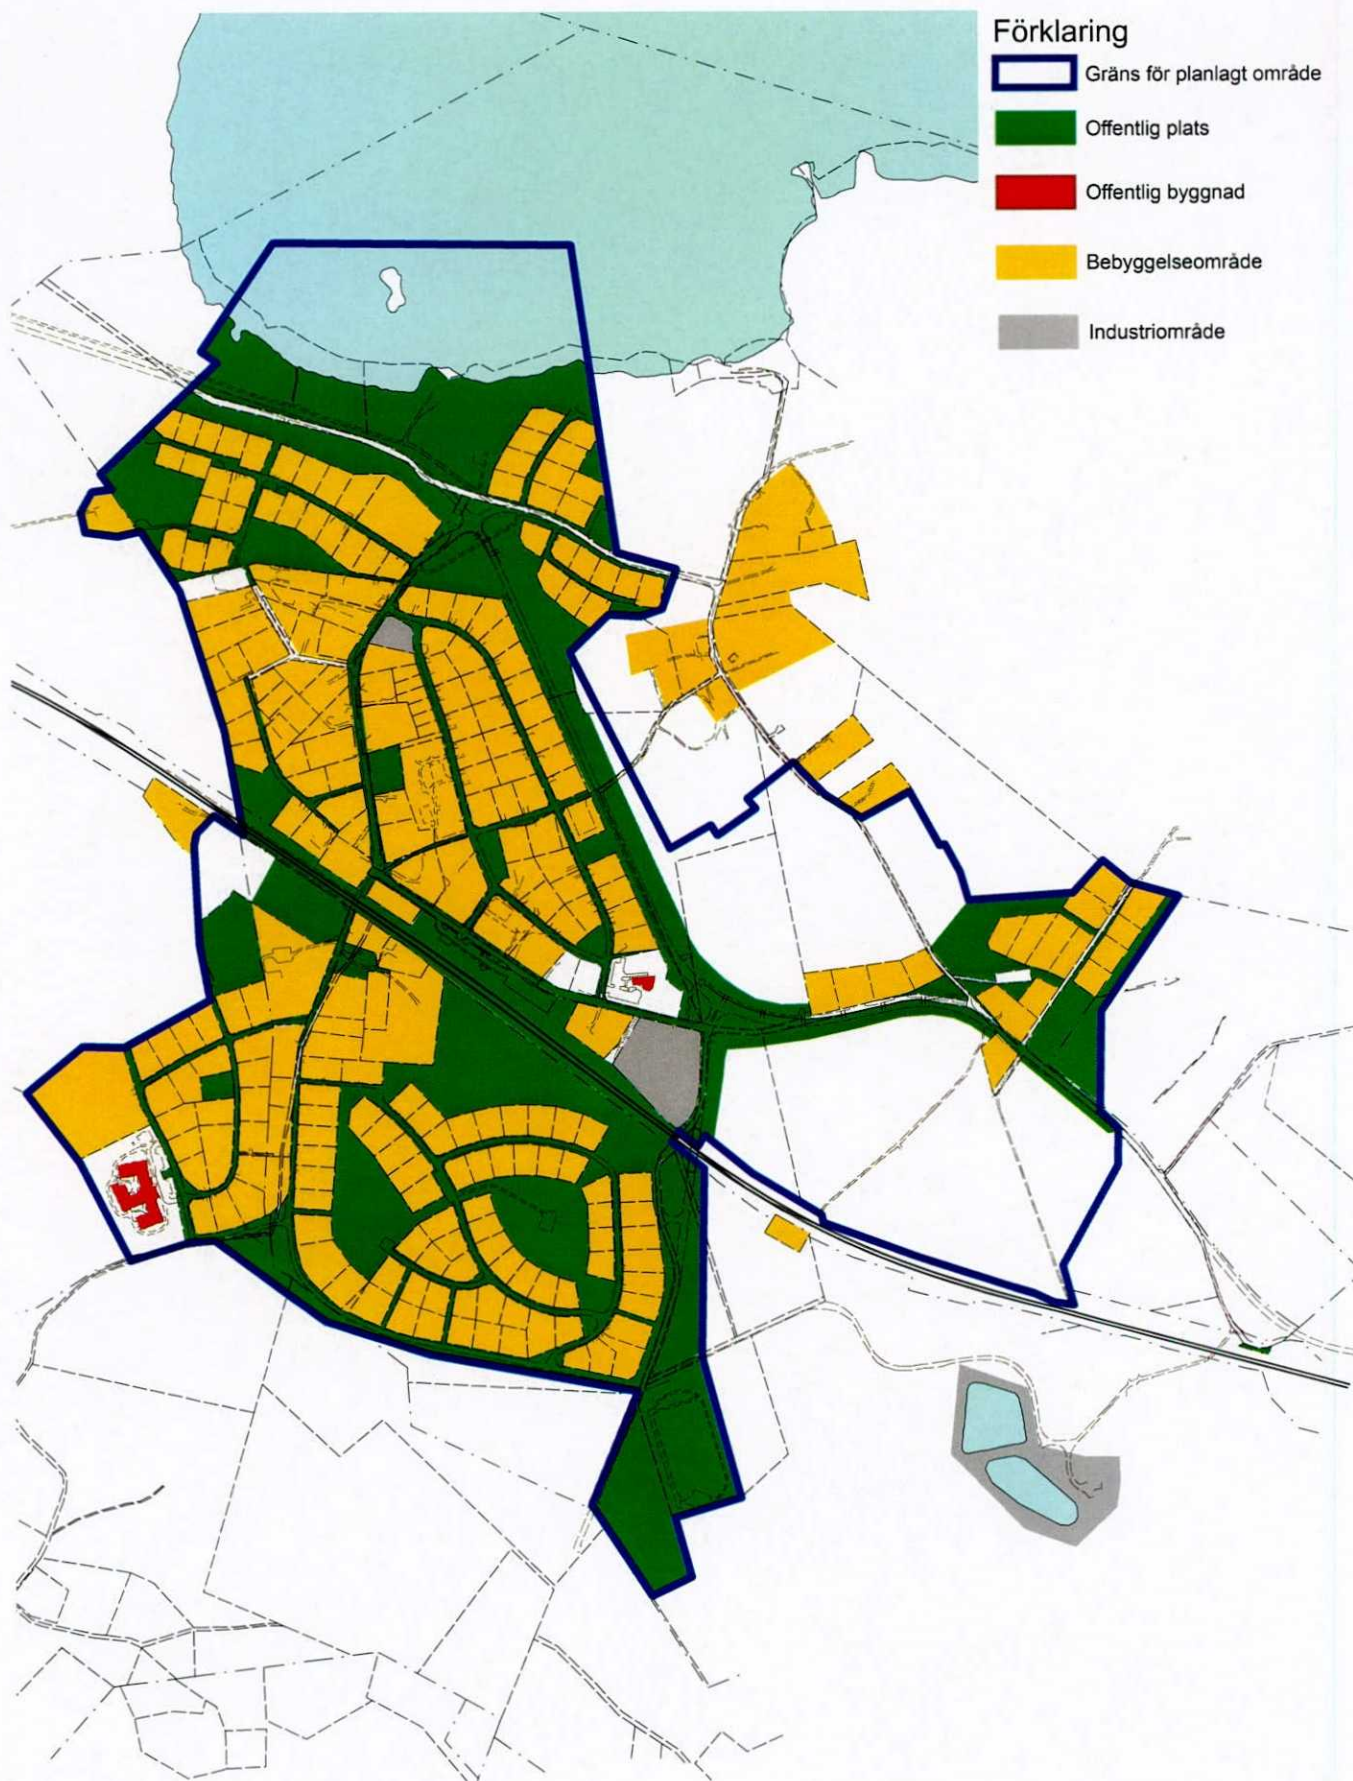 Förklaring
Gräns för planlagt område
Offentlig plats
Offentlig byggnad
Bebyggelseområde
Industriområde